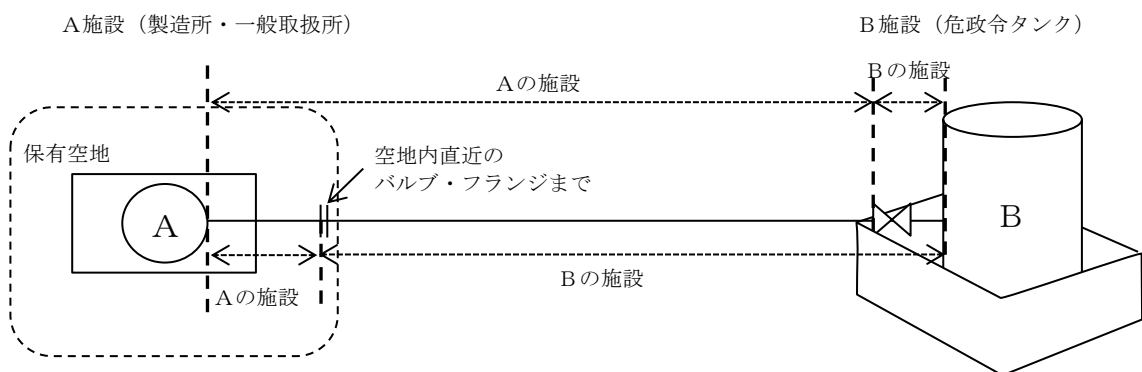 A施設（製造所・一般取扱所）
B施設（危政令タンク）
Aの施設
Bの施設
保有空地
空地内直近の
バルブ・フランジまで
A
B
Aの施設
Bの施設